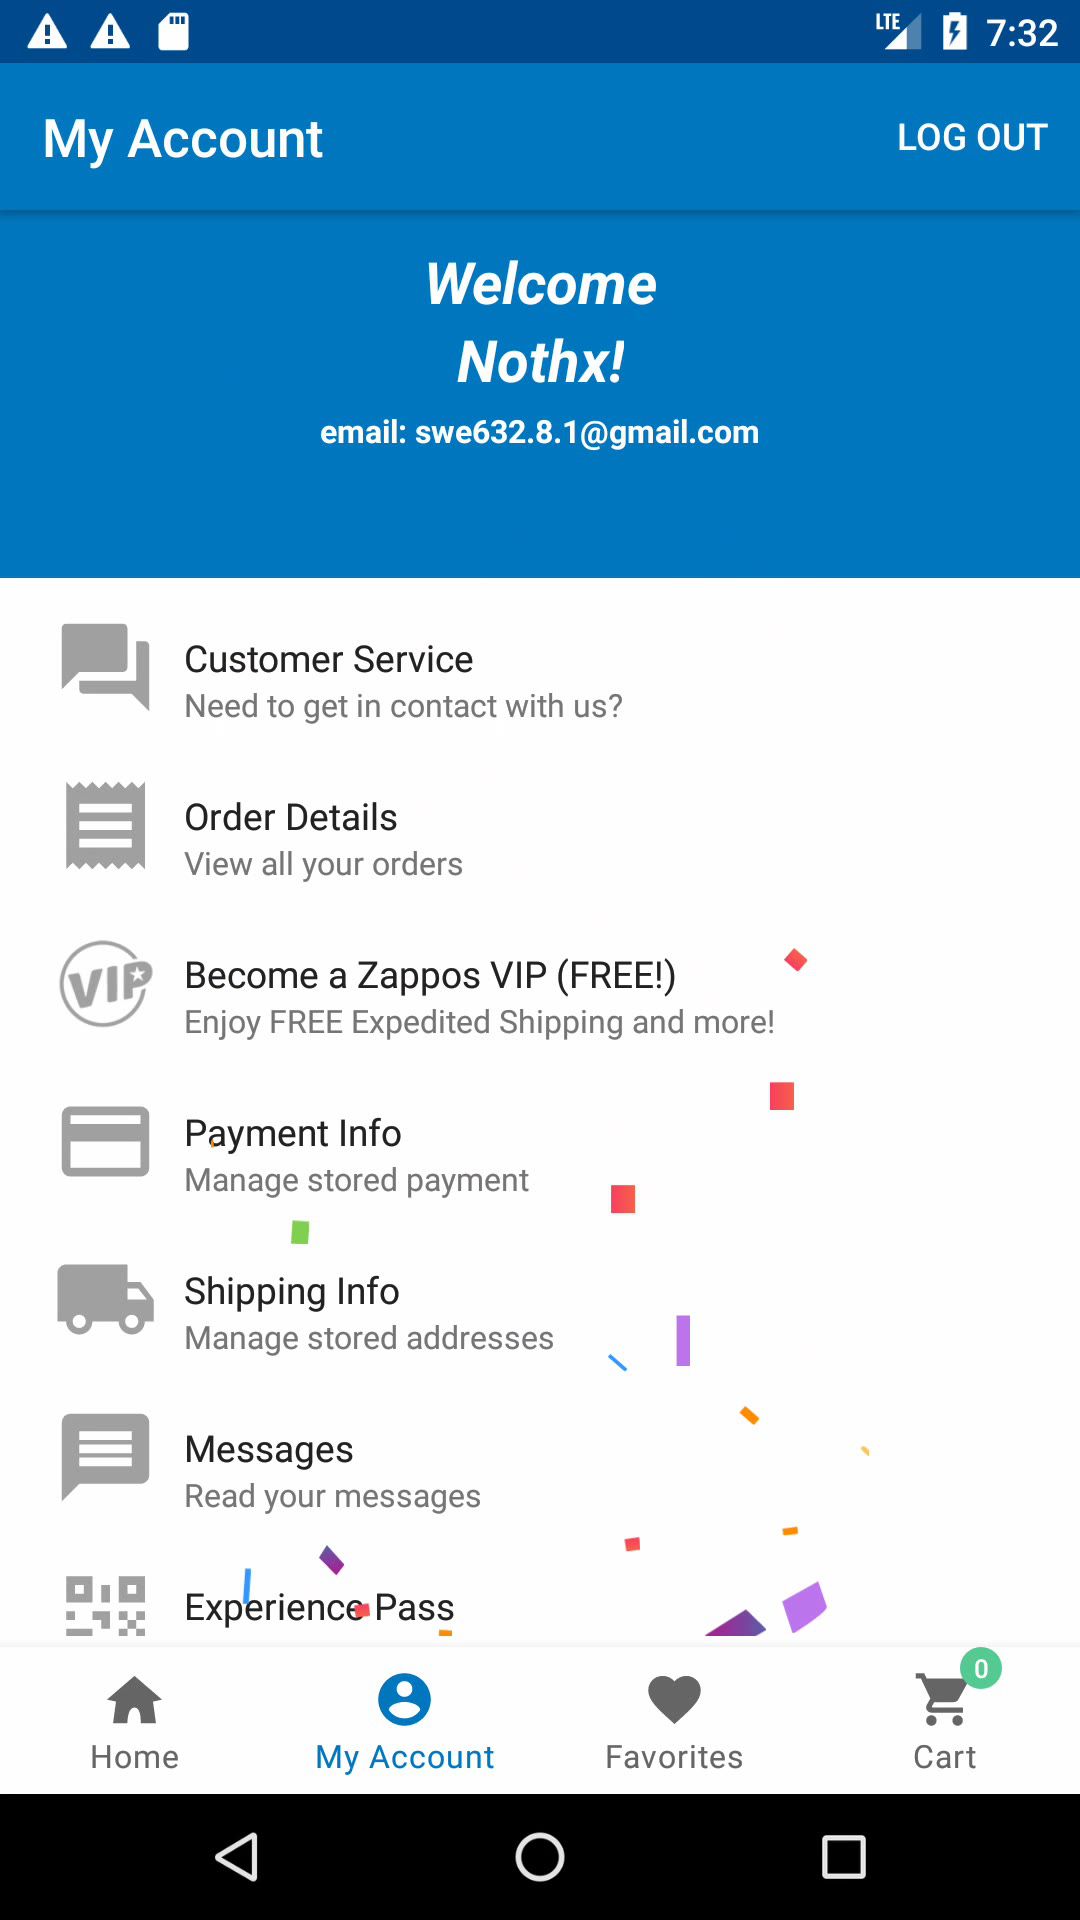 LTE 7:32
My Account LOG OUT
Welcome
Nothx!
email: swe632.8.1@gmail.com
Customer Service
Need to get in contact with us?
Order Details
View all your orders
VIP
Become a Zappos VIP (FREE!)
Enjoy FREE Expedited Shipping and more!
Payment Info
Manage stored payment
Shipping Info
Manage stored addresses
Messages
Read your messages
Experience Pass
0
Home My Account Favorites Cart